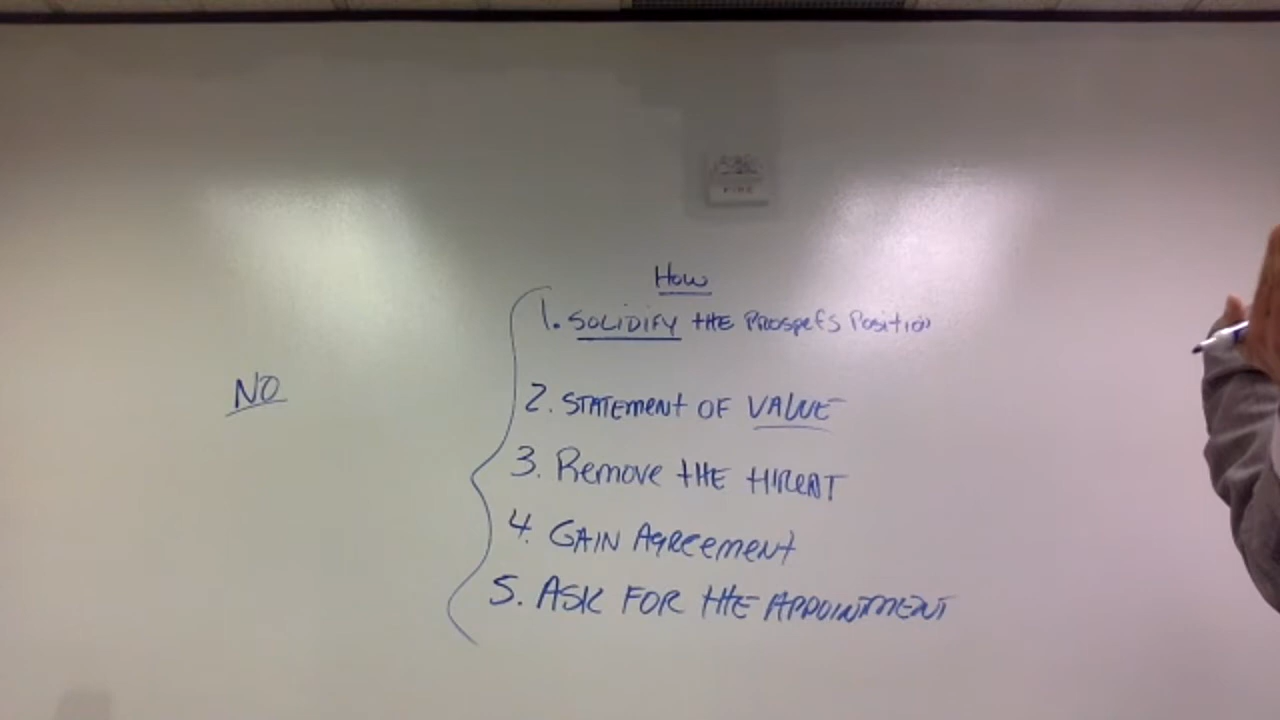 FIRE
How
1. SOLIDIFY THE PROSPECTS POSITION
NO
2. STATEMENT OF VALUE
3. Remove THE THREAT
4. GAIN AGREEMENT
5. ASK FOR THE APPOINTMENT